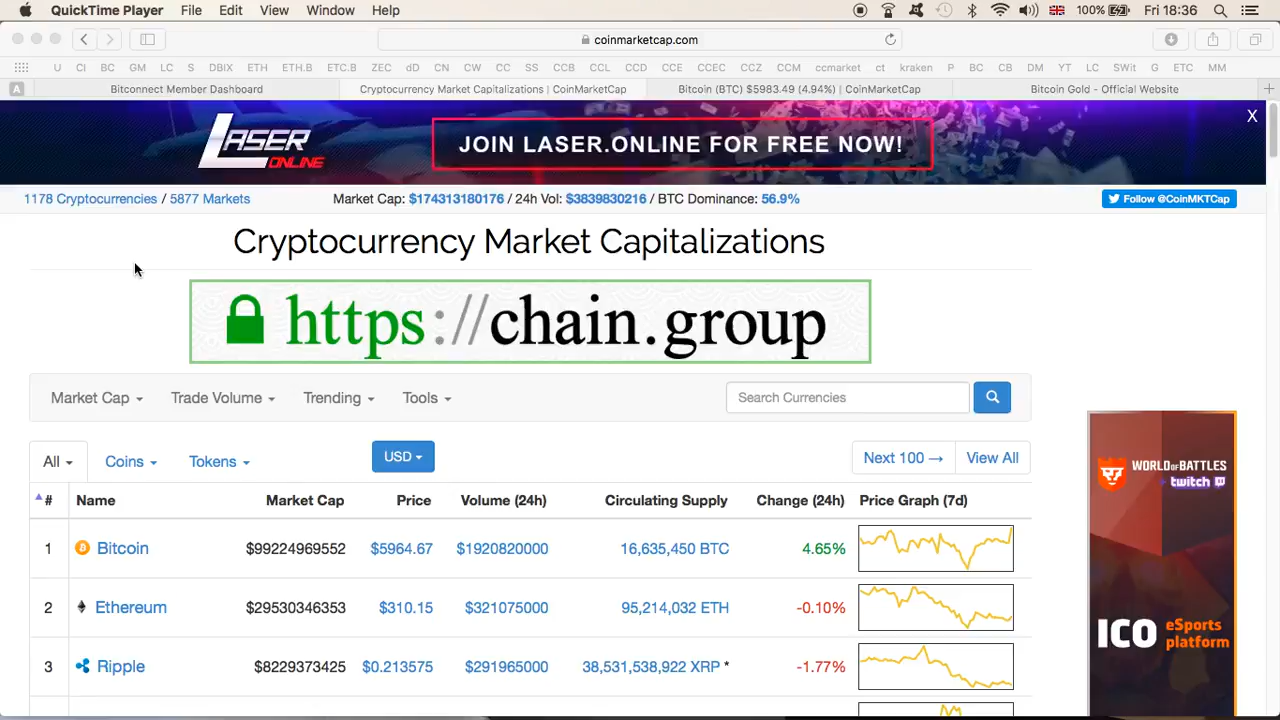 QuickTime Player File Edit View Window Help 100% Fri 18:36
coinmarketcap.com
U CI BC GM LC S DBIX ETH ETH.B ETC.B ZEC dD CN CW CC SS CCB CCL CCD CCE CCEC CCZ CCM ccmarket ct kraken P BC CB DM YT LC SWit G ETC MM
A Bitconnect Member Dashboard Cryptocurrency Market Capitalizations | CoinMarketCap Bitcoin (BTC) $5983.49 (4.94%) | CoinMarketCap Bitcoin Gold - Official Website +
LASER ONLINE JOIN LASER.ONLINE FOR FREE NOW! X
1178 Cryptocurrencies / 5877 Markets Market Cap: $174313180176 / 24h Vol: $3839830216 / BTC Dominance: 56.9% Follow @CoinMKTCap
Cryptocurrency Market Capitalizations
https://chain.group
Market Cap Trade Volume Trending Tools Search Currencies
All Coins Tokens USD Next 100 → View All
# Name Market Cap Price Volume (24h) Circulating Supply Change (24h) Price Graph (7d)
1 Bitcoin $99224969552 $5964.67 $1920820000 16,635,450 BTC 4.65%
2 Ethereum $29530346353 $310.15 $321075000 95,214,032 ETH -0.10%
3 Ripple $8229373425 $0.213575 $291965000 38,531,538,922 XRP * -1.77%
WORLD OF BATTLES
twitch
ICO eSports platform